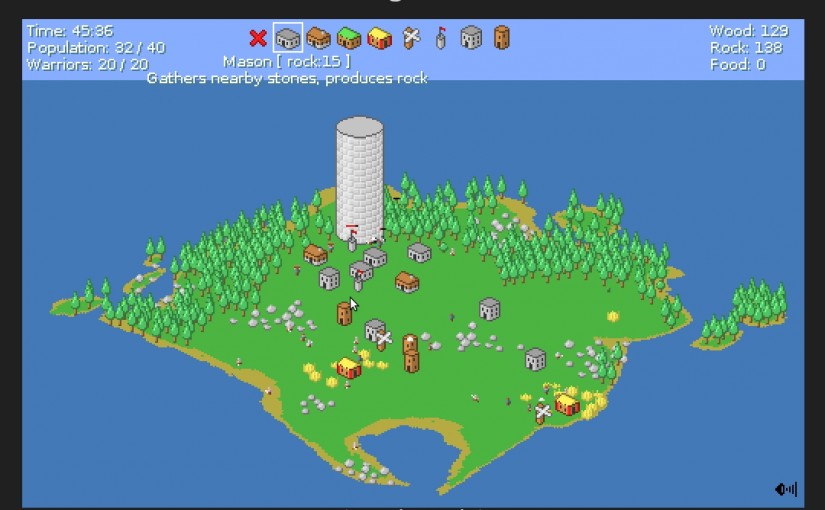 Time: 45:36
Population: 32 / 40
Warriors: 20 / 20
Mason [ rock:15 ]
Gathers nearby stones, produces rock
Wood: 129
Rock: 138
Food: 0